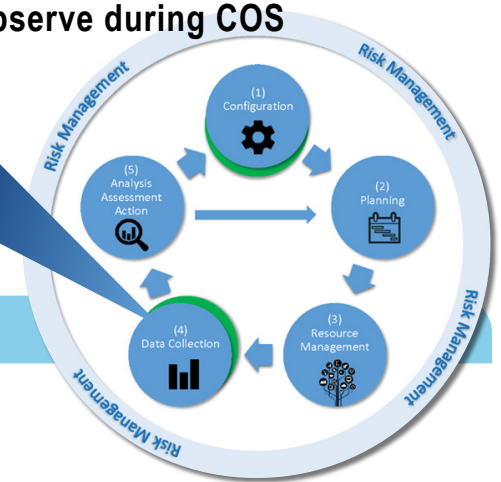 observe during COS
Risk Management
Risk Management
(1)
Configuration
(5)
Analysis
Assessment
Action
(2)
Planning
(4)
Data Collection
(3)
Resource
Management
Risk Management
Risk Management